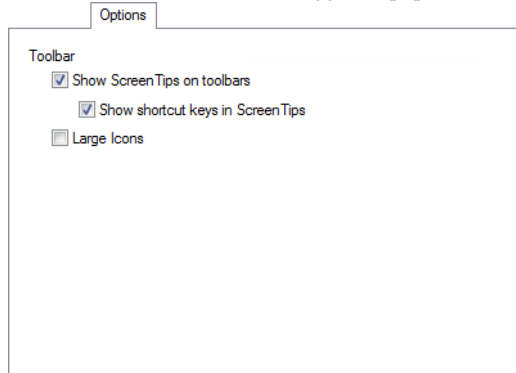 Options
Toolbar
Show ScreenTips on toolbars
Show shortcut keys in ScreenTips
Large Icons